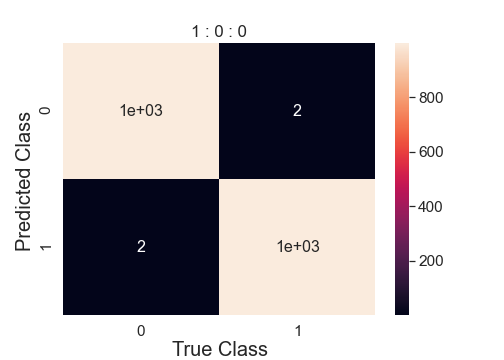 1 : 0 : 0
Predicted Class
0
1
1e+03
2
2
1e+03
0
1
True Class
800
600
400
200